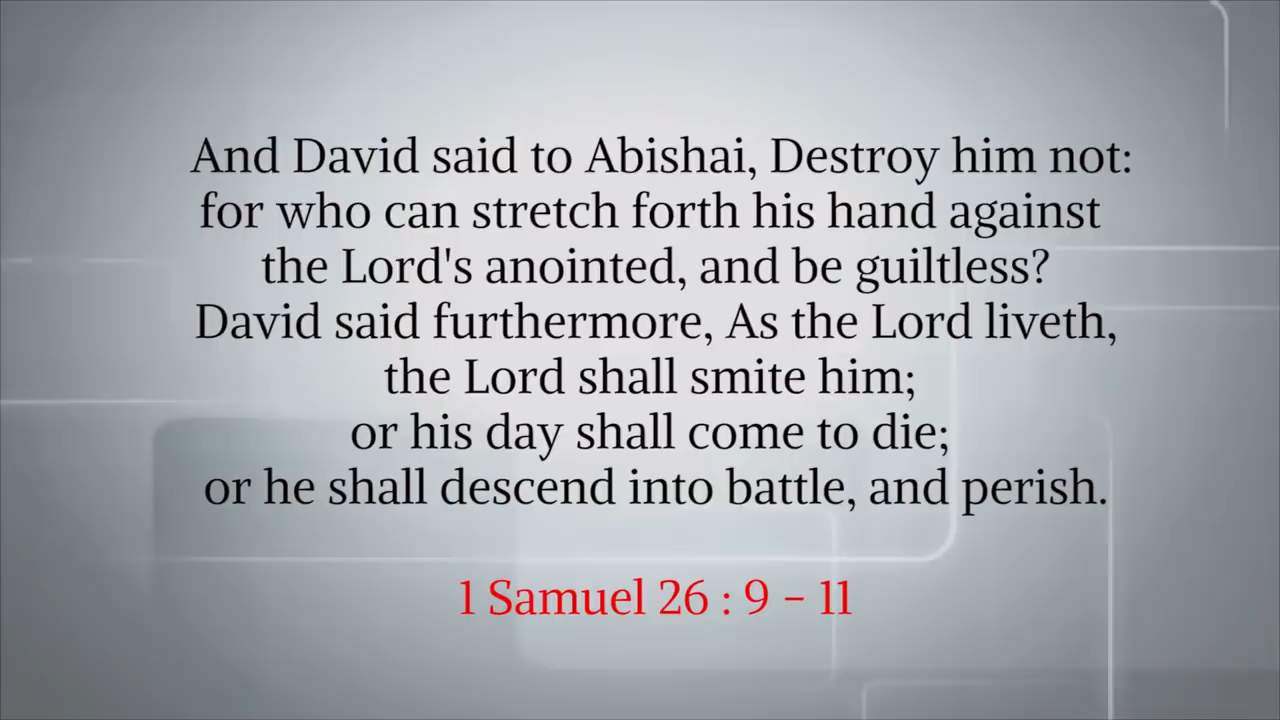 And David said to Abishai, Destroy him not:
for who can stretch forth his hand against
the Lord's anointed, and be guiltless?
David said furthermore, As the Lord liveth,
the Lord shall smite him;
or his day shall come to die;
or he shall descend into battle, and perish.
1 Samuel 26 : 9 – 11